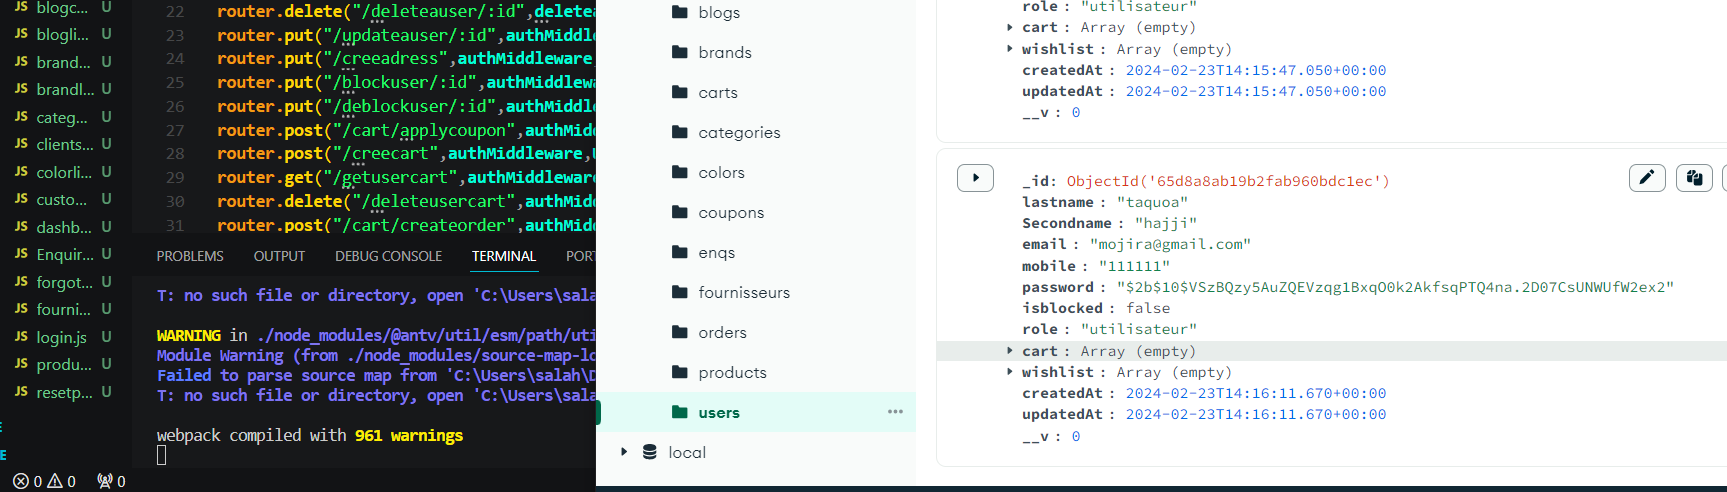 JS blogc... U
JS blogli... U
JS brand... U
JS brandl... U
JS categ... U
JS clients... U
JS colorli... U
JS custo... U
JS dashb... U
JS Enquir... U
JS forgot... U
JS fourni... U
JS login.js U
JS produ... U
JS resetp... U
22 router.delete("/deleteauser/:id",deletea
23 router.put("/updateauser/:id",authMiddlew
24 router.put("/creeadress",authMiddleware,
25 router.put("/blockuser/:id",authMiddlewa
26 router.put("/deblockuser/:id",authMiddl
27 router.post("/cart/applycoupon",authMid
28 router.post("/creecart",authMiddleware,
29 router.get("/getusercart",authMiddleware
30 router.delete("/deleteusercart",authMid
31 router.post("/cart/createorder",authMid
PROBLEMS OUTPUT DEBUG CONSOLE TERMINAL POR
T: no such file or directory, open 'C:\Users\sala
WARNING in ./node_modules/@antv/util/esm/path/uti
Module Warning (from ./node_modules/source-map-lo
Failed to parse source map from 'C:\Users\salah\D
T: no such file or directory, open 'C:\Users\sala
webpack compiled with 961 warnings
0 0 0
blogs
brands
carts
categories
colors
coupons
enqs
fournisseurs
orders
products
users ...
local
role : "utilisateur"
cart : Array (empty)
wishlist : Array (empty)
createdAt : 2024-02-23T14:15:47.050+00:00
updatedAt : 2024-02-23T14:15:47.050+00:00
__v : 0
_id: ObjectId('65d8a8ab19b2fab960bdc1ec')
lastname : "taquoa"
Secondname : "hajji"
email : "mojira@gmail.com"
mobile : "111111"
password : "$2b$10$VSzBQzy5AuZQEVzqg1BxqO0k2AkfsqPTQ4na.2D07CsUNWUfW2ex2"
isblocked : false
role : "utilisateur"
cart : Array (empty)
wishlist : Array (empty)
createdAt : 2024-02-23T14:16:11.670+00:00
updatedAt : 2024-02-23T14:16:11.670+00:00
__v : 0